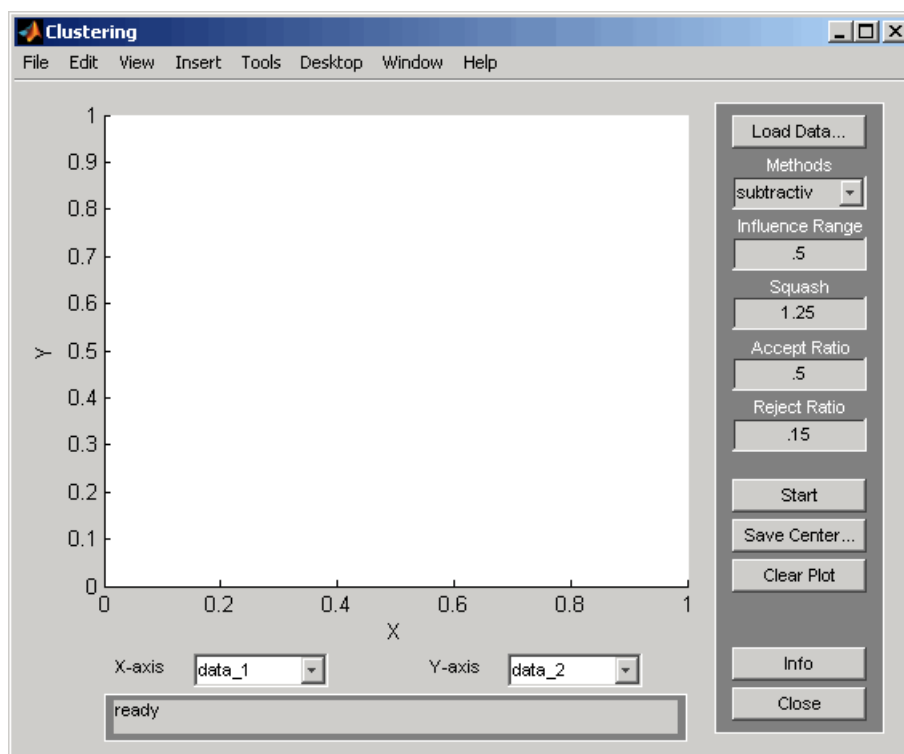 Clustering
File Edit View Insert Tools Desktop Window Help
1
0.9
0.8
0.7
0.6
0.5
0.4
0.3
0.2
0.1
0
Y
0 0.2 0.4 0.6 0.8 1
X
X-axis data_1 Y-axis data_2
ready
Load Data...
Methods
subtractiv
Influence Range
.5
Squash
1.25
Accept Ratio
.5
Reject Ratio
.15
Start
Save Center...
Clear Plot
Info
Close